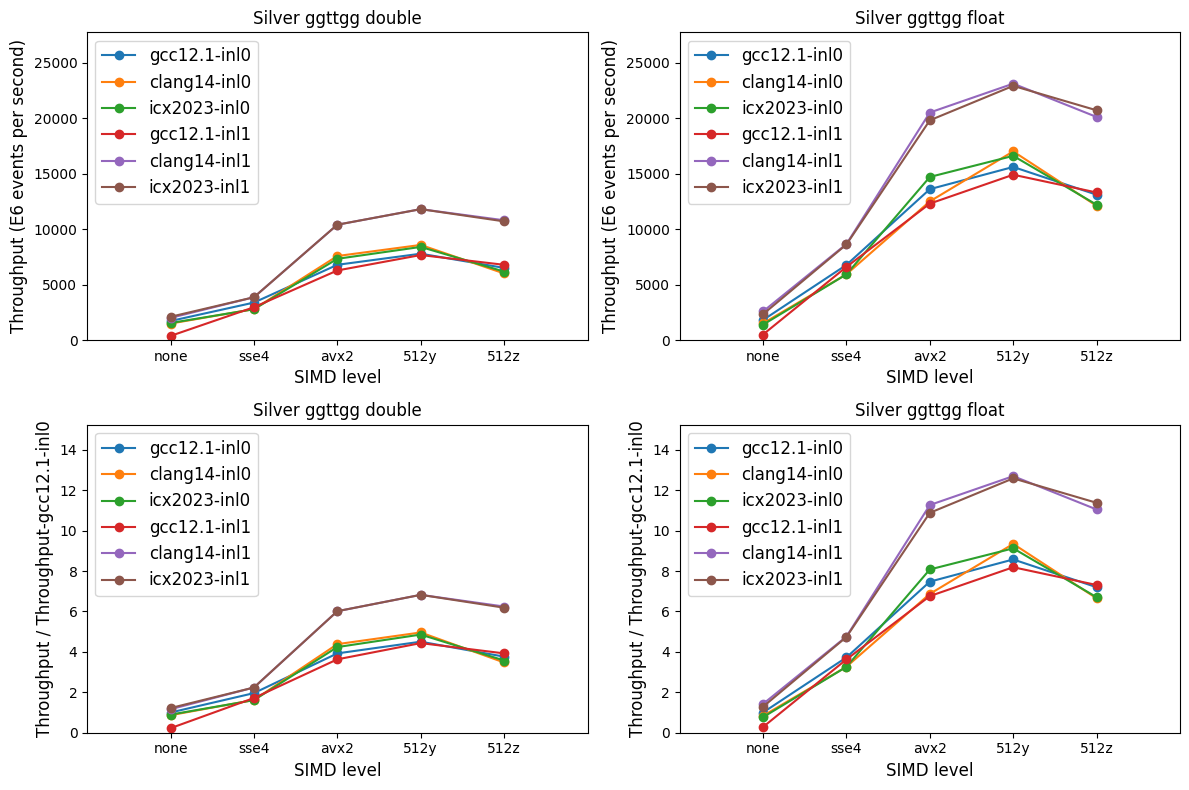 Silver ggttgg double
Throughput (E6 events per second)
25000
20000
15000
10000
5000
0
gcc12.1-inl0
clang14-inl0
icx2023-inl0
gcc12.1-inl1
clang14-inl1
icx2023-inl1
none sse4 avx2 512y 512z
SIMD level
Silver ggttgg float
Throughput (E6 events per second)
25000
20000
15000
10000
5000
0
gcc12.1-inl0
clang14-inl0
icx2023-inl0
gcc12.1-inl1
clang14-inl1
icx2023-inl1
none sse4 avx2 512y 512z
SIMD level
Silver ggttgg double
Throughput / Throughput-gcc12.1-inl0
14
12
10
8
6
4
2
0
gcc12.1-inl0
clang14-inl0
icx2023-inl0
gcc12.1-inl1
clang14-inl1
icx2023-inl1
none sse4 avx2 512y 512z
SIMD level
Silver ggttgg float
Throughput / Throughput-gcc12.1-inl0
14
12
10
8
6
4
2
0
gcc12.1-inl0
clang14-inl0
icx2023-inl0
gcc12.1-inl1
clang14-inl1
icx2023-inl1
none sse4 avx2 512y 512z
SIMD level